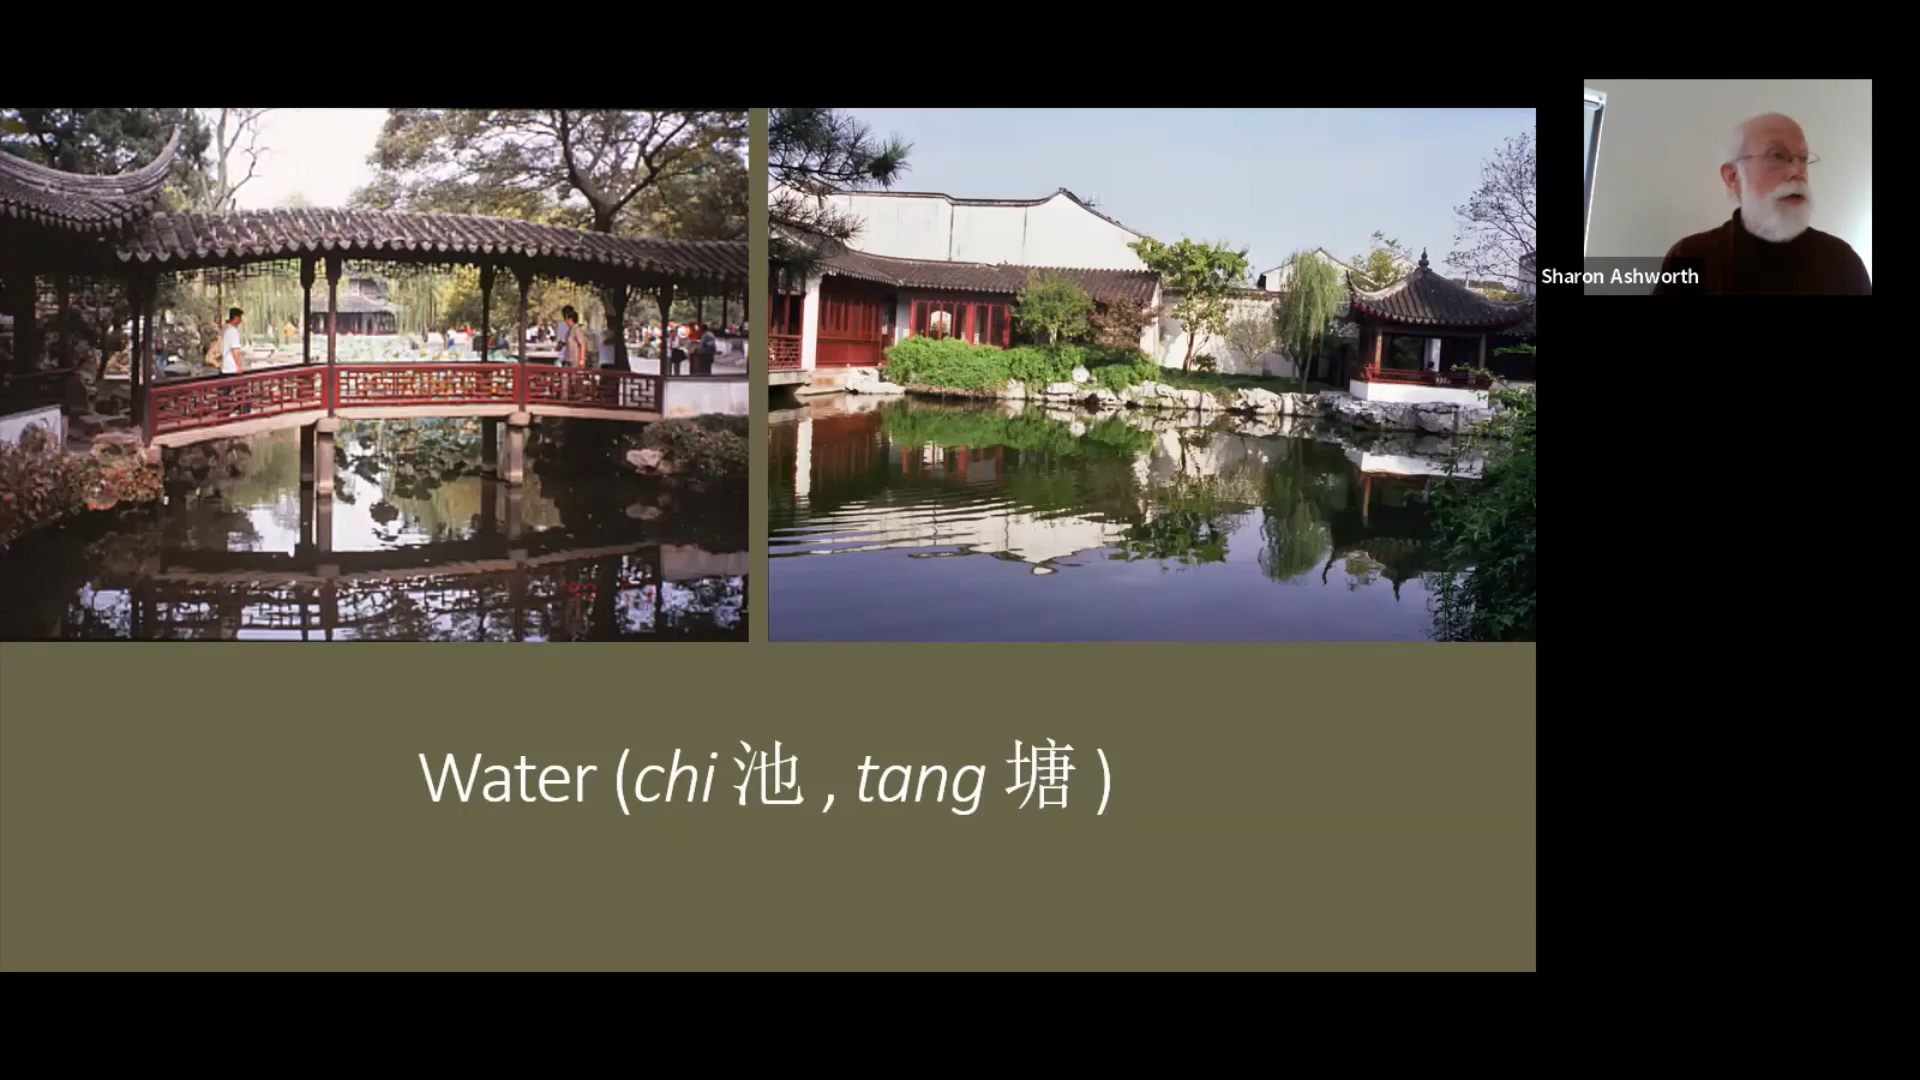 Sharon Ashworth
Water (chi 池 , tang 塘 )